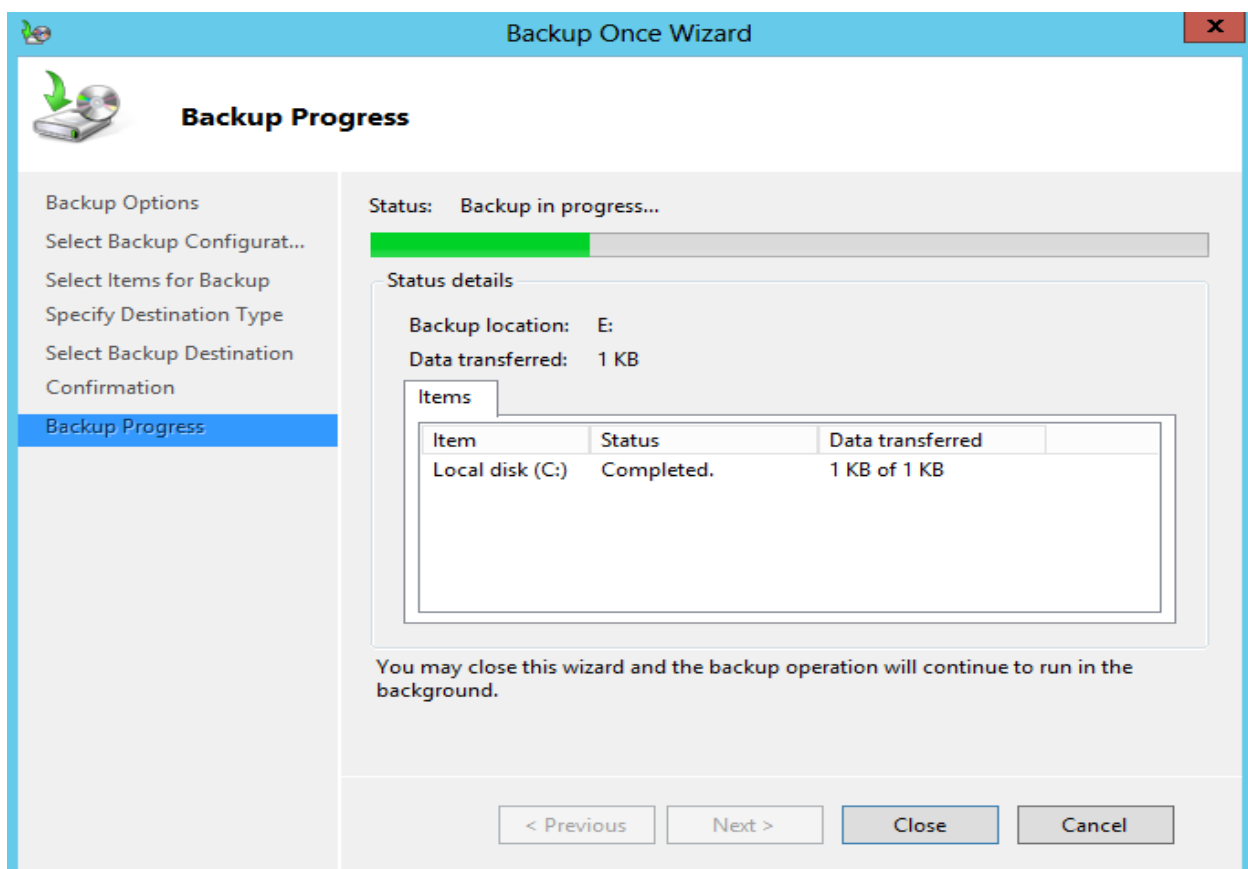 Backup Once Wizard
x
Backup Progress
Backup Options
Select Backup Configurat...
Select Items for Backup
Specify Destination Type
Select Backup Destination
Confirmation
Backup Progress
Status: Backup in progress...
Status details
Backup location: E:
Data transferred: 1 KB
Items
Item Status Data transferred
Local disk (C:) Completed. 1 KB of 1 KB
You may close this wizard and the backup operation will continue to run in the
background.
< Previous Next > Close Cancel